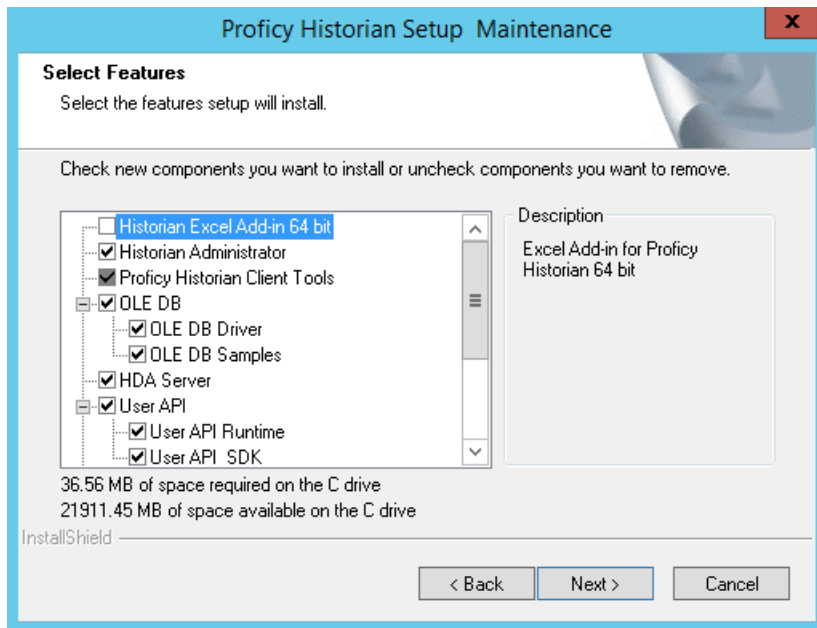 Proficy Historian Setup Maintenance
x
Select Features
Select the features setup will install.
Check new components you want to install or uncheck components you want to remove.
Historian Excel Add-in 64 bit
Historian Administrator
Proficy Historian Client Tools
OLE DB
OLE DB Driver
OLE DB Samples
HDA Server
User API
User API Runtime
User API SDK
Description
Excel Add-in for Proficy
Historian 64 bit
36.56 MB of space required on the C drive
21911.45 MB of space available on the C drive
InstallShield
< Back
Next >
Cancel